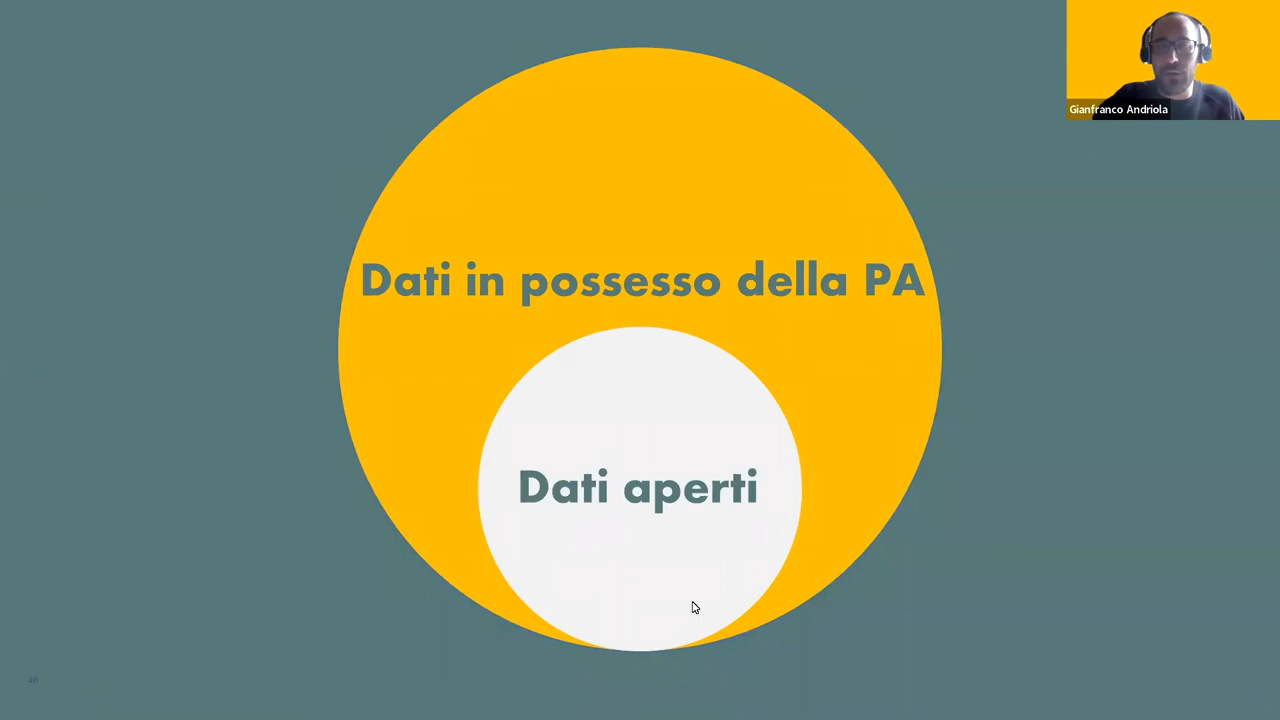 Gianfranco Andriola
Dati in possesso della PA
Dati aperti